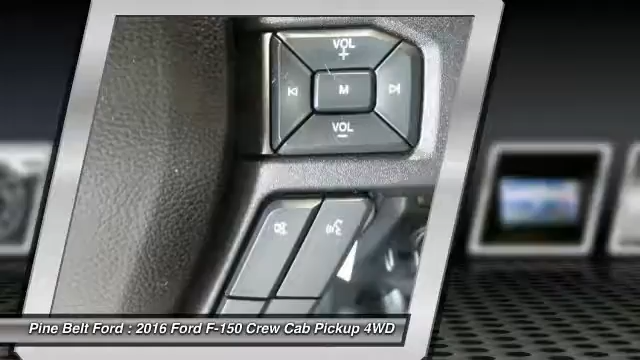 VOL
+
M
VOL
-
Pine Belt Ford : 2016 Ford F-150 Crew Cab Pickup 4WD